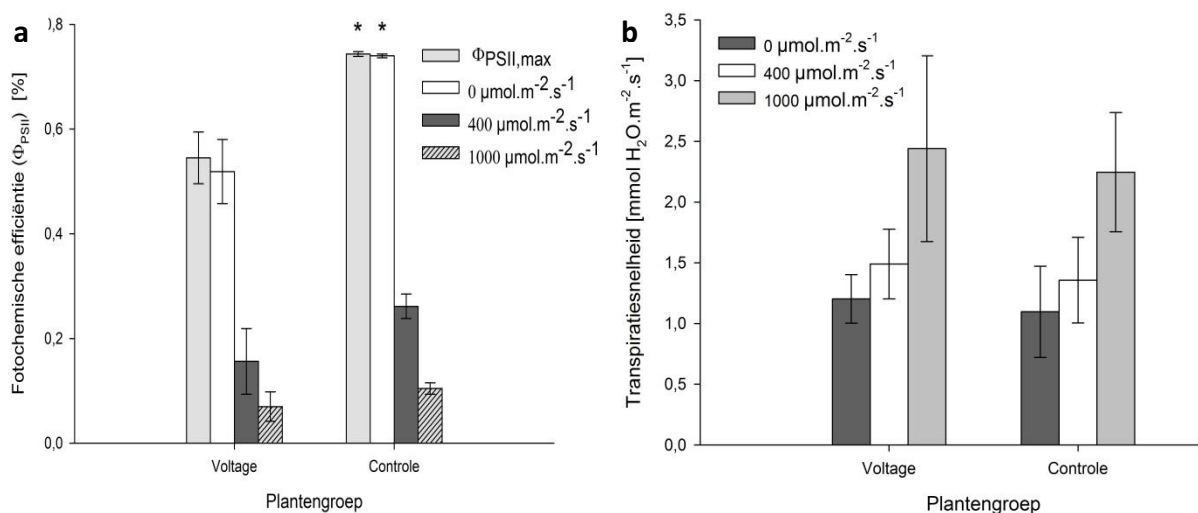 a
Fotochemische efficiëntie (ΦPSII) [%]
0,8
0,6
0,4
0,2
0,0
* *
ΦPSII,max
0 µmol.m-2.s-1
400 µmol.m-2.s-1
1000 µmol.m-2.s-1
Voltage Controle
Plantengroep
b
Transpiratiesnelheid [mmol H2O.m-2.s-1]
3,5
3,0
2,5
2,0
1,5
1,0
0,5
0,0
0 µmol.m-2.s-1
400 µmol.m-2.s-1
1000 µmol.m-2.s-1
Voltage Controle
Plantengroep